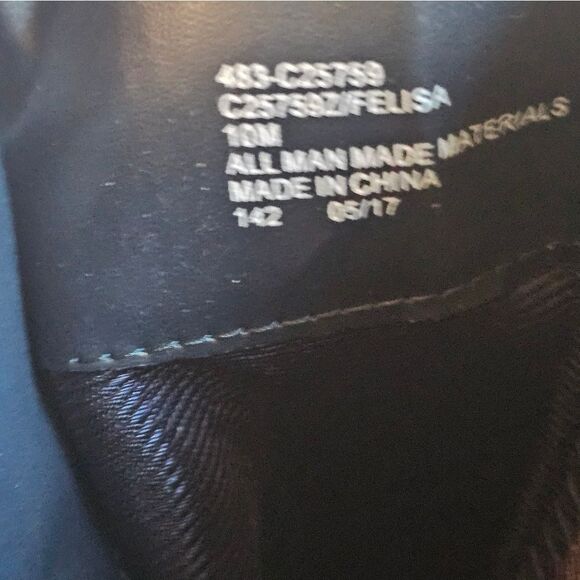 483-C25759
C25759Z/FELISA
10M
ALL MAN MADE MATERIALS
MADE IN CHINA
142 05/17